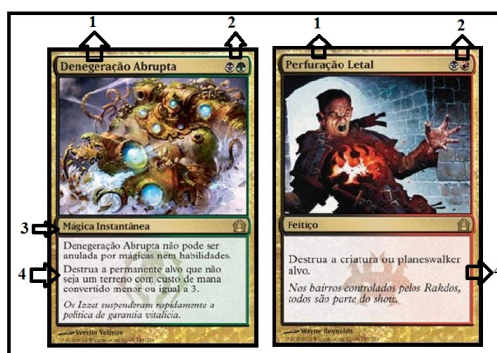 1
2
1
2
Denegeração Abrupta
Perfuração Letal
3
Mágica Instantânea
Feitiço
4
Denegeração Abrupta não pode ser
anulada por mágicas nem habilidades.
Destrua a permanente alvo que não
seja um terreno com custo de mana
convertido menor ou igual a 3.
Os Izzet suspenderam rapidamente a
política de garantia vitalícia.
Svetlin Velinov
4
Destrua a criatura ou planeswalker
alvo.
Nos bairros controlados pelos Rakdos,
todos são parte do show.
Wayne Reynolds